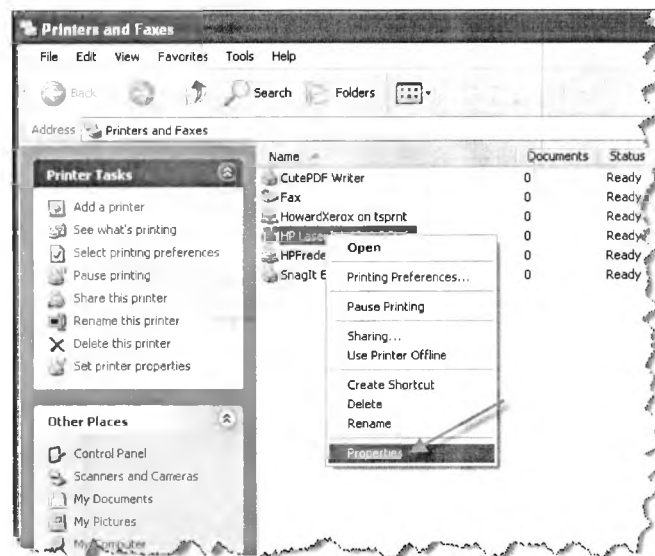 Printers and Faxes
File Edit View Favorites Tools Help
Back Search Folders
Address Printers and Faxes
Name Documents Status
Printer Tasks
Add a printer
See what's printing
Select printing preferences
Pause printing
Share this printer
Rename this printer
Delete this printer
Set printer properties
Other Places
Control Panel
Scanners and Cameras
My Documents
My Pictures
My Computer
CutePDF Writer 0 Ready
Fax 0 Ready
HowardXerox on tsprnt 0 Ready
HP 0 Ready
HPFrede 0 Ready
SnagIt E 0 Ready
Open
Printing Preferences...
Pause Printing
Sharing...
Use Printer Offline
Create Shortcut
Delete
Rename
Properties